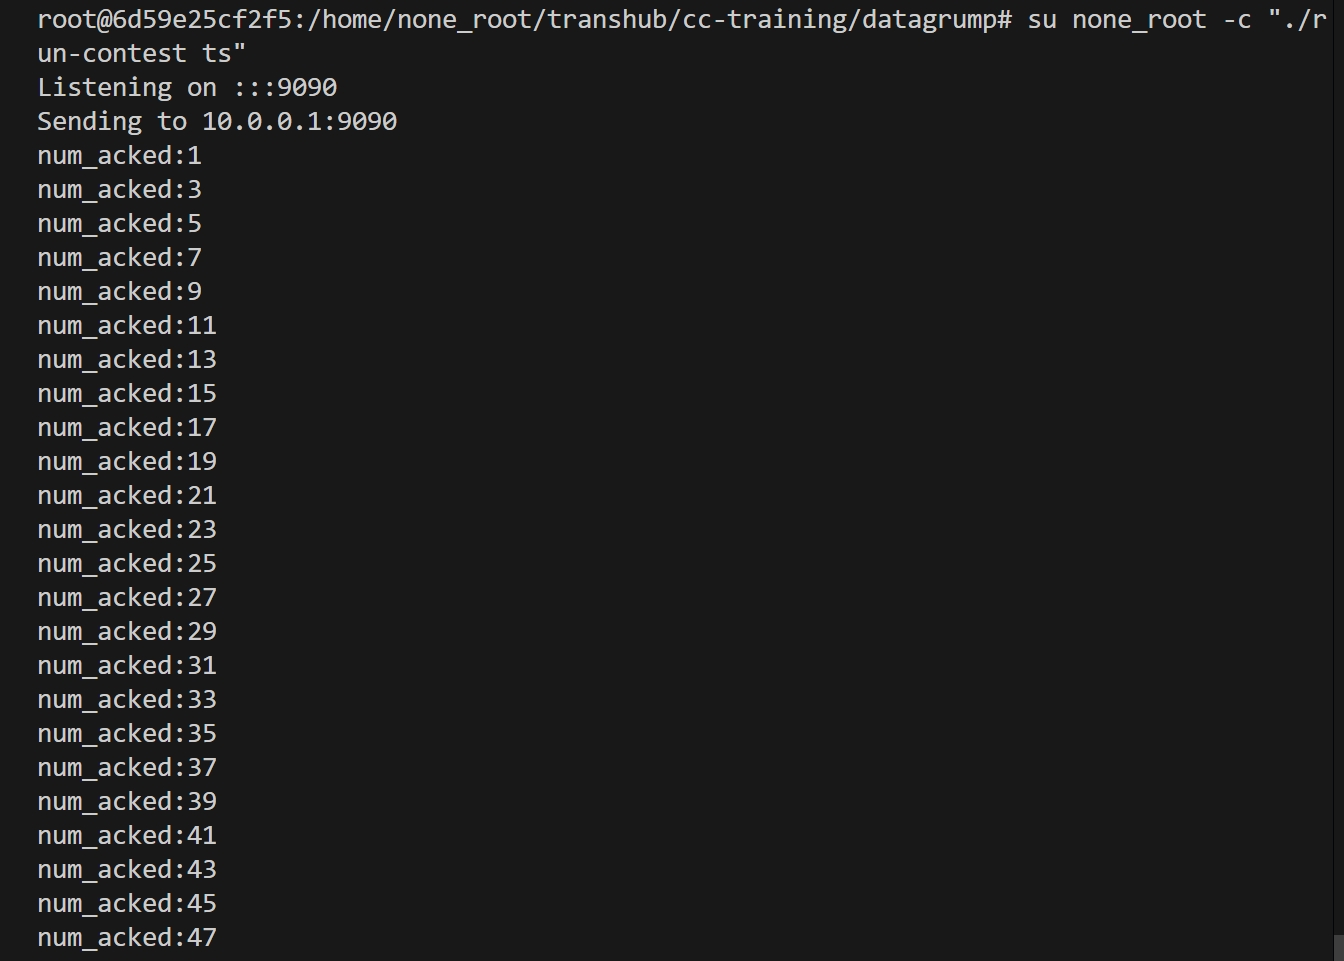 root@6d59e25cf2f5:/home/none_root/transhub/cc-training/datagrump# su none_root -c "./r
un-contest ts"
Listening on :::9090
Sending to 10.0.0.1:9090
num_acked:1
num_acked:3
num_acked:5
num_acked:7
num_acked:9
num_acked:11
num_acked:13
num_acked:15
num_acked:17
num_acked:19
num_acked:21
num_acked:23
num_acked:25
num_acked:27
num_acked:29
num_acked:31
num_acked:33
num_acked:35
num_acked:37
num_acked:39
num_acked:41
num_acked:43
num_acked:45
num_acked:47